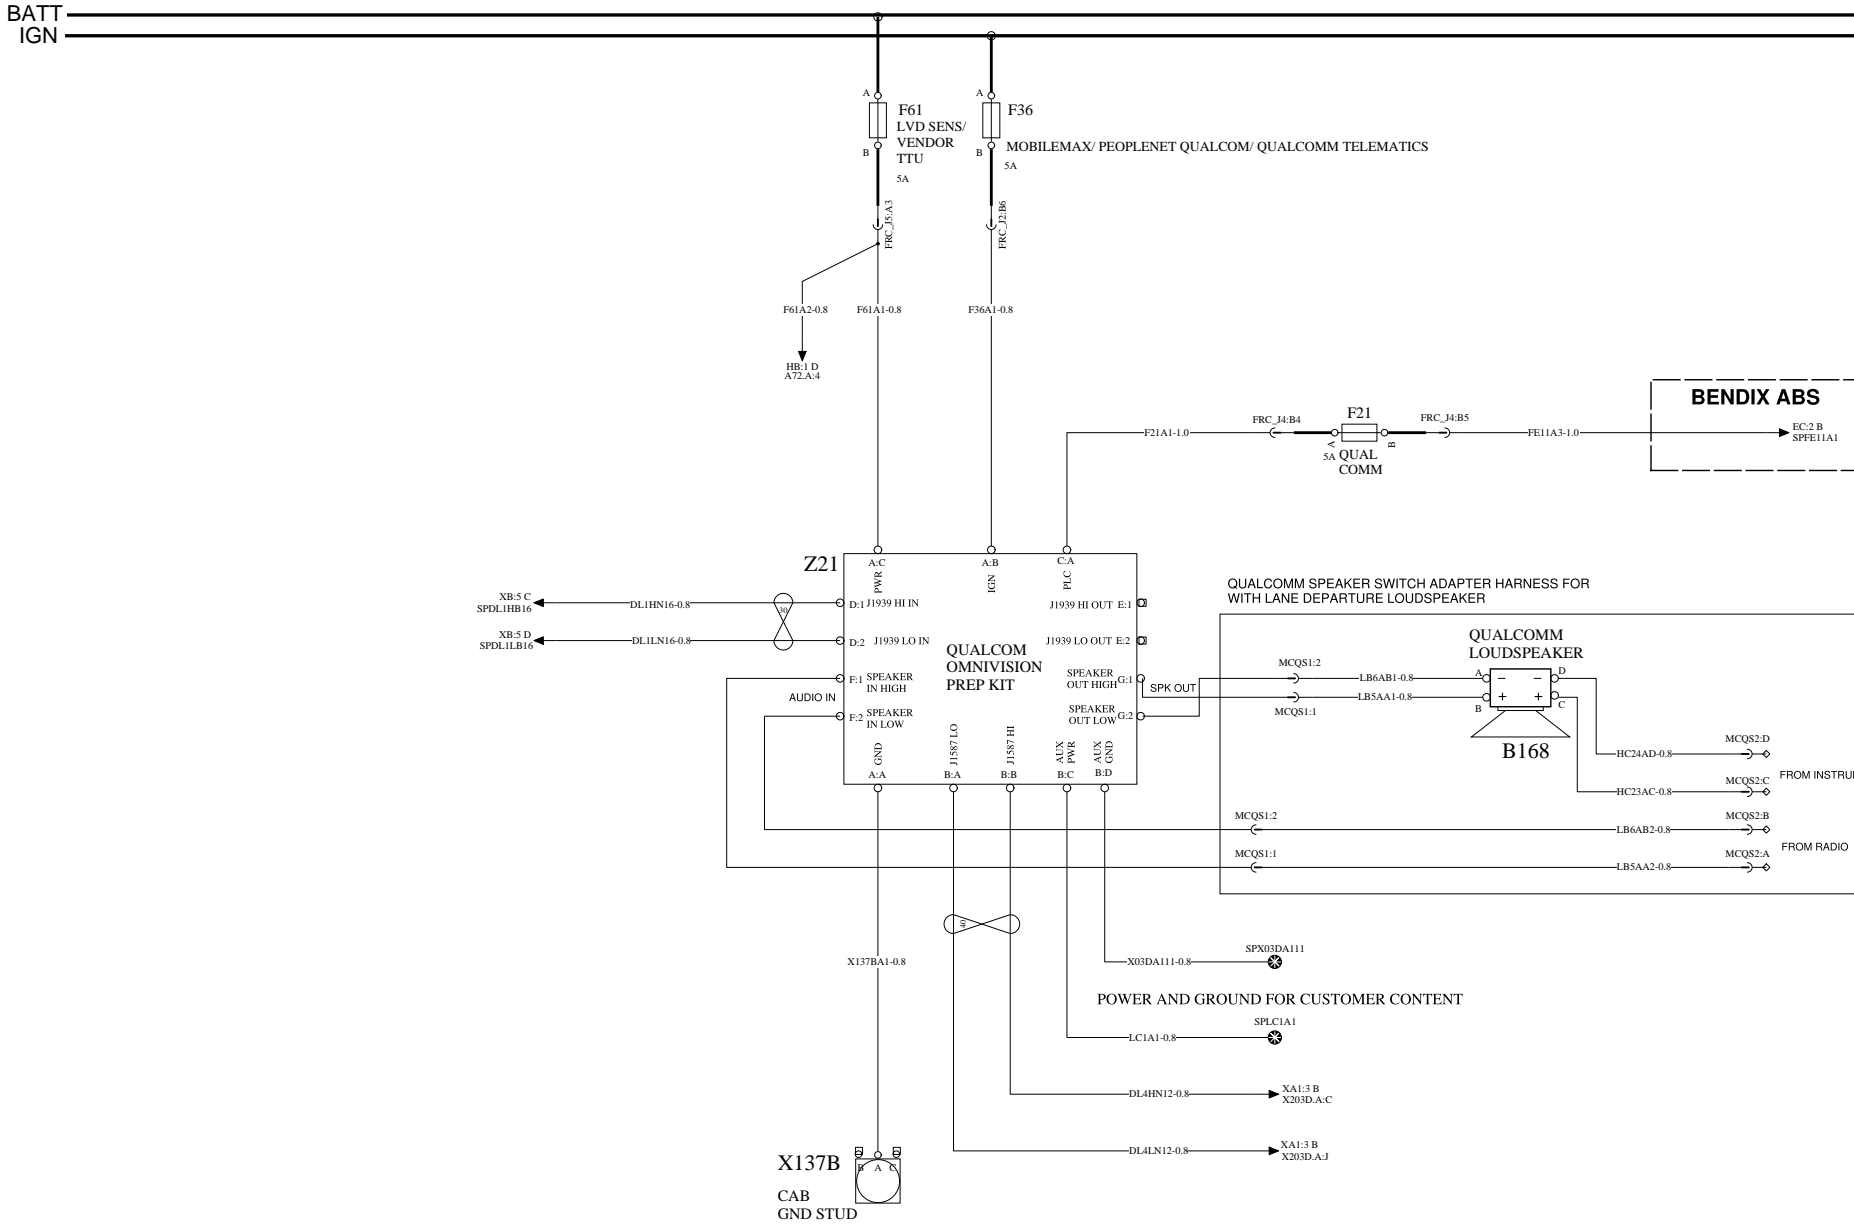 BATT
IGN
A
F61
LVD SENS/
VENDOR
TTU
B
5A
FRC_J5:A3
A
F36
B
MOBILEMAX/ PEOPLENET QUALCOM/ QUALCOMM TELEMATICS
5A
FRC_J2:B6
F61A2-0.8
F61A1-0.8
F36A1-0.8
HB:1 D
A72.A:4
F21A1-1.0
FRC_J4:B4
F21
A
B
5A QUAL
COMM
FRC_J4:B5
FE11A3-1.0
BENDIX ABS
EC:2 B
SPFE11A1
Z21
A:C
PWR
A:B
IGN
C:A
PLC
XB:5 C
SPDL1HB16
DL1HN16-0.8
30
D:1 J1939 HI IN
J1939 HI OUT E:1
XB:5 D
SPDL1LB16
DL1LN16-0.8
D:2 J1939 LO IN
J1939 LO OUT E:2
QUALCOM
OMNIVISION
PREP KIT
F:1 SPEAKER
IN HIGH
AUDIO IN
F:2 SPEAKER
IN LOW
SPEAKER
OUT HIGH G:1
SPK OUT
SPEAKER
OUT LOW G:2
GND
A:A
J1587 LO
B:A
J1587 HI
B:B
AUX
PWR
B:C
AUX
GND
B:D
QUALCOMM SPEAKER SWITCH ADAPTER HARNESS FOR
WITH LANE DEPARTURE LOUDSPEAKER
QUALCOMM
LOUDSPEAKER
MCQS1:2
LB6AB1-0.8
A
D
LB5AA1-0.8
MCQS1:1
B
C
− −
+ +
B168
HC24AD-0.8
MCQS2:D
FROM INSTRU
HC23AC-0.8
MCQS2:C
MCQS1:2
LB6AB2-0.8
MCQS2:B
FROM RADIO
MCQS1:1
LB5AA2-0.8
MCQS2:A
40
X137BA1-0.8
SPX03DA111
X03DA111-0.8
POWER AND GROUND FOR CUSTOMER CONTENT
SPLC1A1
LC1A1-0.8
DL4HN12-0.8
XA1:3 B
X203D.A:C
DL4LN12-0.8
XA1:3 B
X203D.A:J
X137B
B A C
CAB
GND STUD